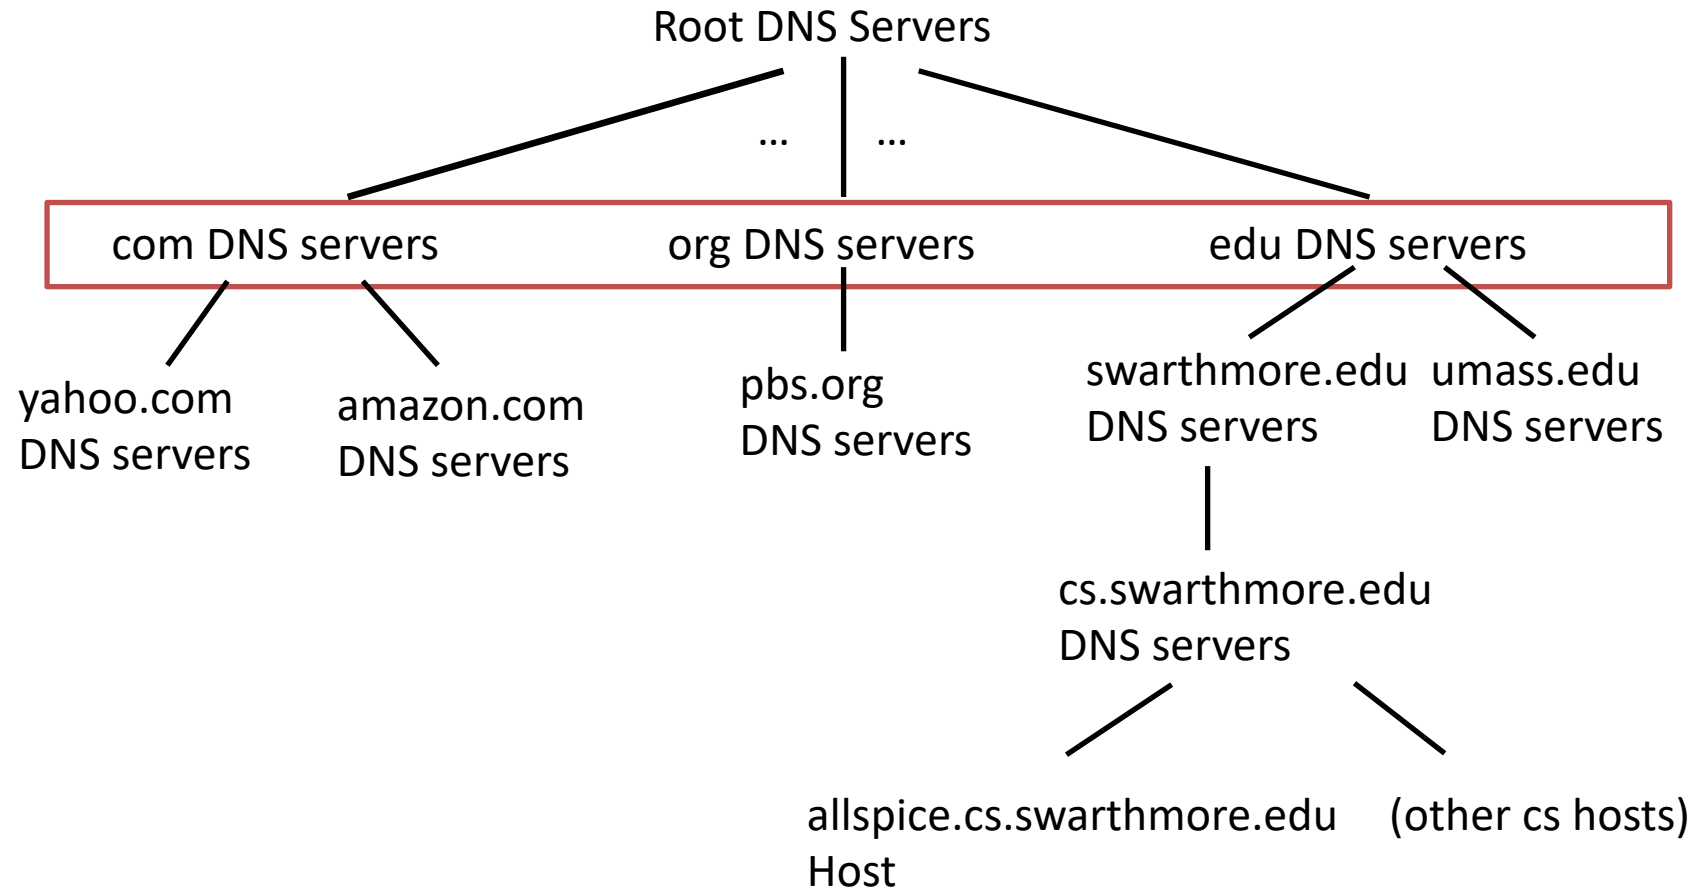 Root DNS Servers
... ...
com DNS servers
org DNS servers
edu DNS servers
yahoo.com
DNS servers
amazon.com
DNS servers
pbs.org
DNS servers
swarthmore.edu
DNS servers
umass.edu
DNS servers
cs.swarthmore.edu
DNS servers
allspice.cs.swarthmore.edu
Host
(other cs hosts)